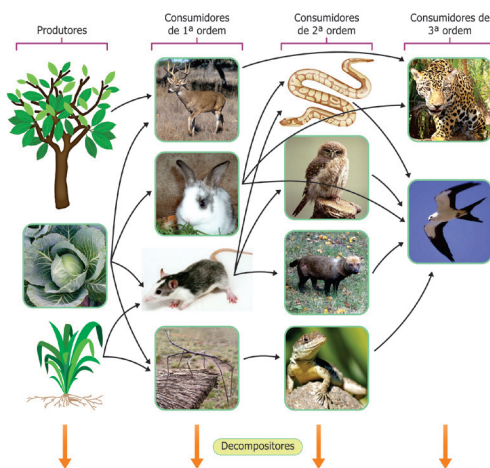 Produtores
Consumidores
de 1ª ordem
Consumidores
de 2ª ordem
Consumidores de
3ª ordem
Decompositores